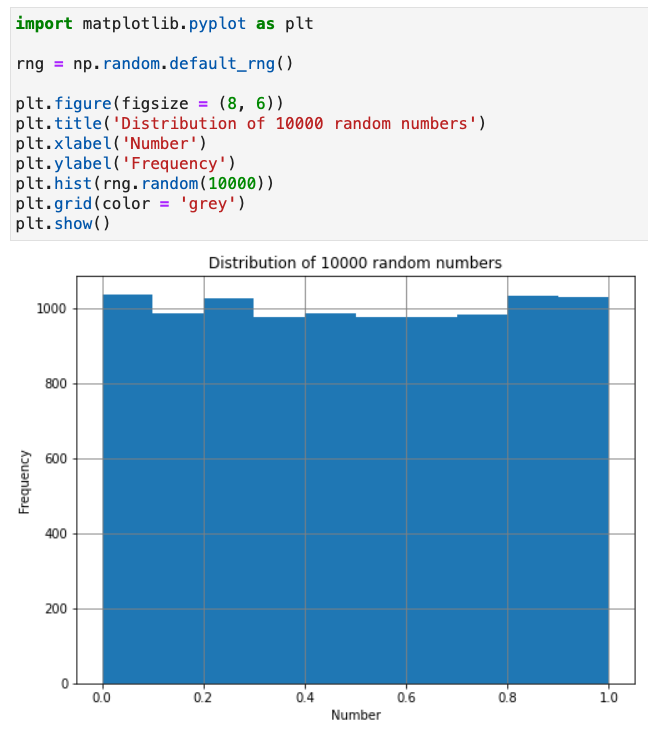 import matplotlib.pyplot as plt
rng = np.random.default_rng()
plt.figure(figsize = (8, 6))
plt.title('Distribution of 10000 random numbers')
plt.xlabel('Number')
plt.ylabel('Frequency')
plt.hist(rng.random(10000))
plt.grid(color = 'grey')
plt.show()
Distribution of 10000 random numbers
1000
800
600
400
200
0
Frequency
0.0 0.2 0.4 0.6 0.8 1.0
Number